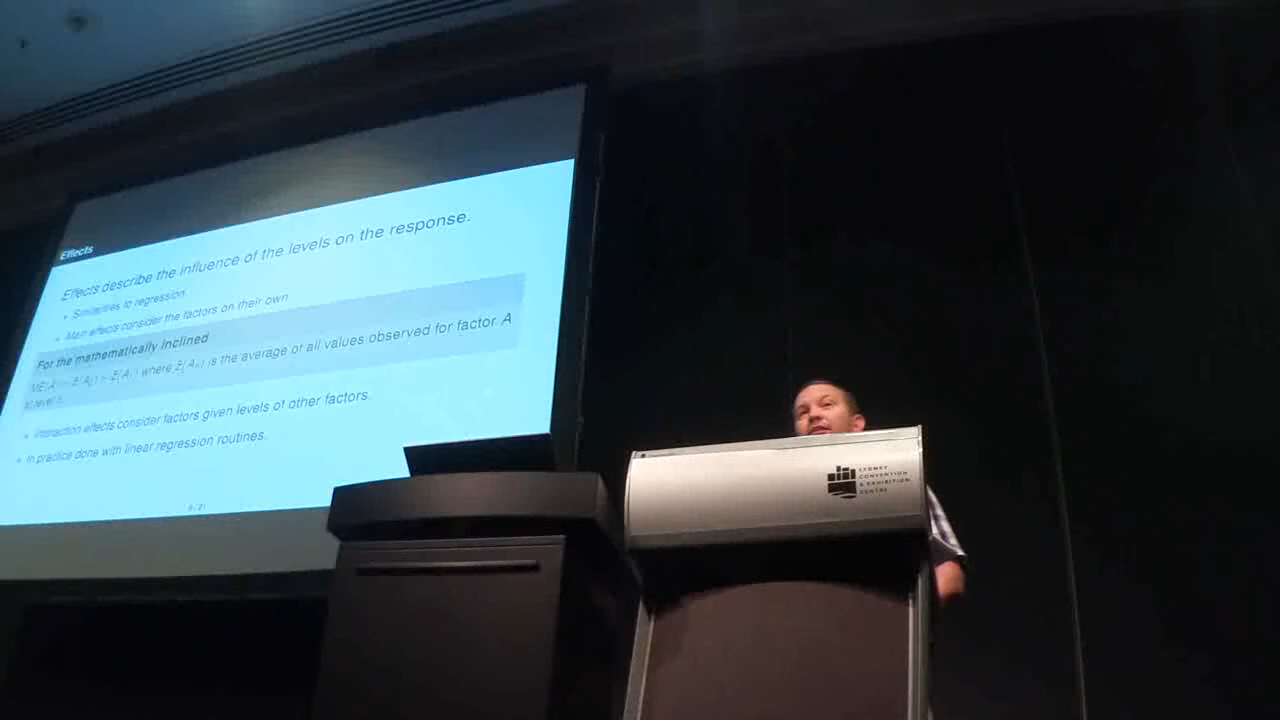 Effects
Effects describe the influence of the levels on the response.
Similarities to regression.
Main effects consider the factors on their own
For the mathematically inclined
where is the average of all values observed for factor A
Interaction effects consider factors given levels of other factors.
In practice done with linear regression routines.
SYDNEY
CONVENTION
& EXHIBITION
CENTRE